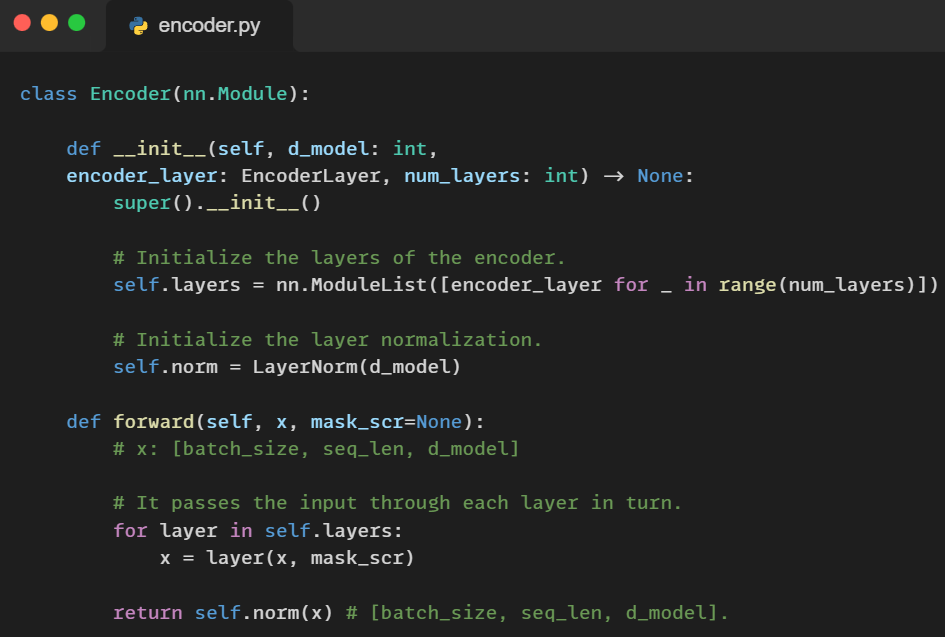 encoder.py
class Encoder(nn.Module):
def __init__(self, d_model: int,
encoder_layer: EncoderLayer, num_layers: int) → None:
super().__init__()
# Initialize the layers of the encoder.
self.layers = nn.ModuleList([encoder_layer for _ in range(num_layers)])
# Initialize the layer normalization.
self.norm = LayerNorm(d_model)
def forward(self, x, mask_scr=None):
# x: [batch_size, seq_len, d_model]
# It passes the input through each layer in turn.
for layer in self.layers:
x = layer(x, mask_scr)
return self.norm(x) # [batch_size, seq_len, d_model].